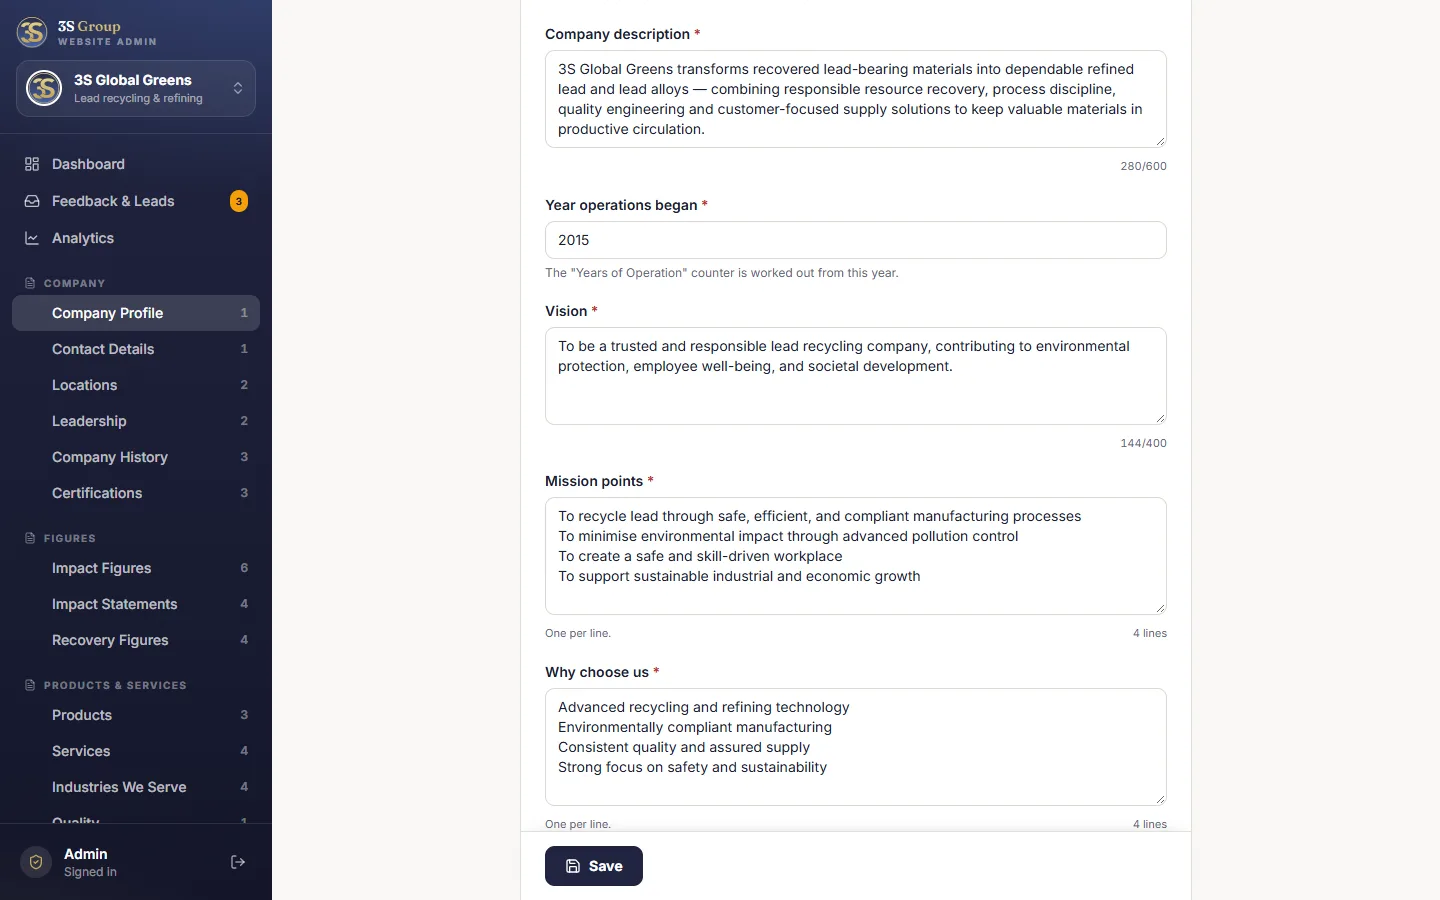 3S Group
WEBSITE ADMIN
3S Global Greens
Lead recycling & refining
Dashboard
Feedback & Leads 3
Analytics
COMPANY
Company Profile 1
Contact Details 1
Locations 2
Leadership 2
Company History 3
Certifications 3
FIGURES
Impact Figures 6
Impact Statements 4
Recovery Figures 4
PRODUCTS & SERVICES
Products 3
Services 4
Industries We Serve 4
Quality 1
Admin
Signed in
Company description *
3S Global Greens transforms recovered lead-bearing materials into dependable refined
lead and lead alloys — combining responsible resource recovery, process discipline,
quality engineering and customer-focused supply solutions to keep valuable materials in
productive circulation.
280/600
Year operations began *
2015
The "Years of Operation" counter is worked out from this year.
Vision *
To be a trusted and responsible lead recycling company, contributing to environmental
protection, employee well-being, and societal development.
144/400
Mission points *
To recycle lead through safe, efficient, and compliant manufacturing processes
To minimise environmental impact through advanced pollution control
To create a safe and skill-driven workplace
To support sustainable industrial and economic growth
One per line. 4 lines
Why choose us *
Advanced recycling and refining technology
Environmentally compliant manufacturing
Consistent quality and assured supply
Strong focus on safety and sustainability
One per line. 4 lines
Save